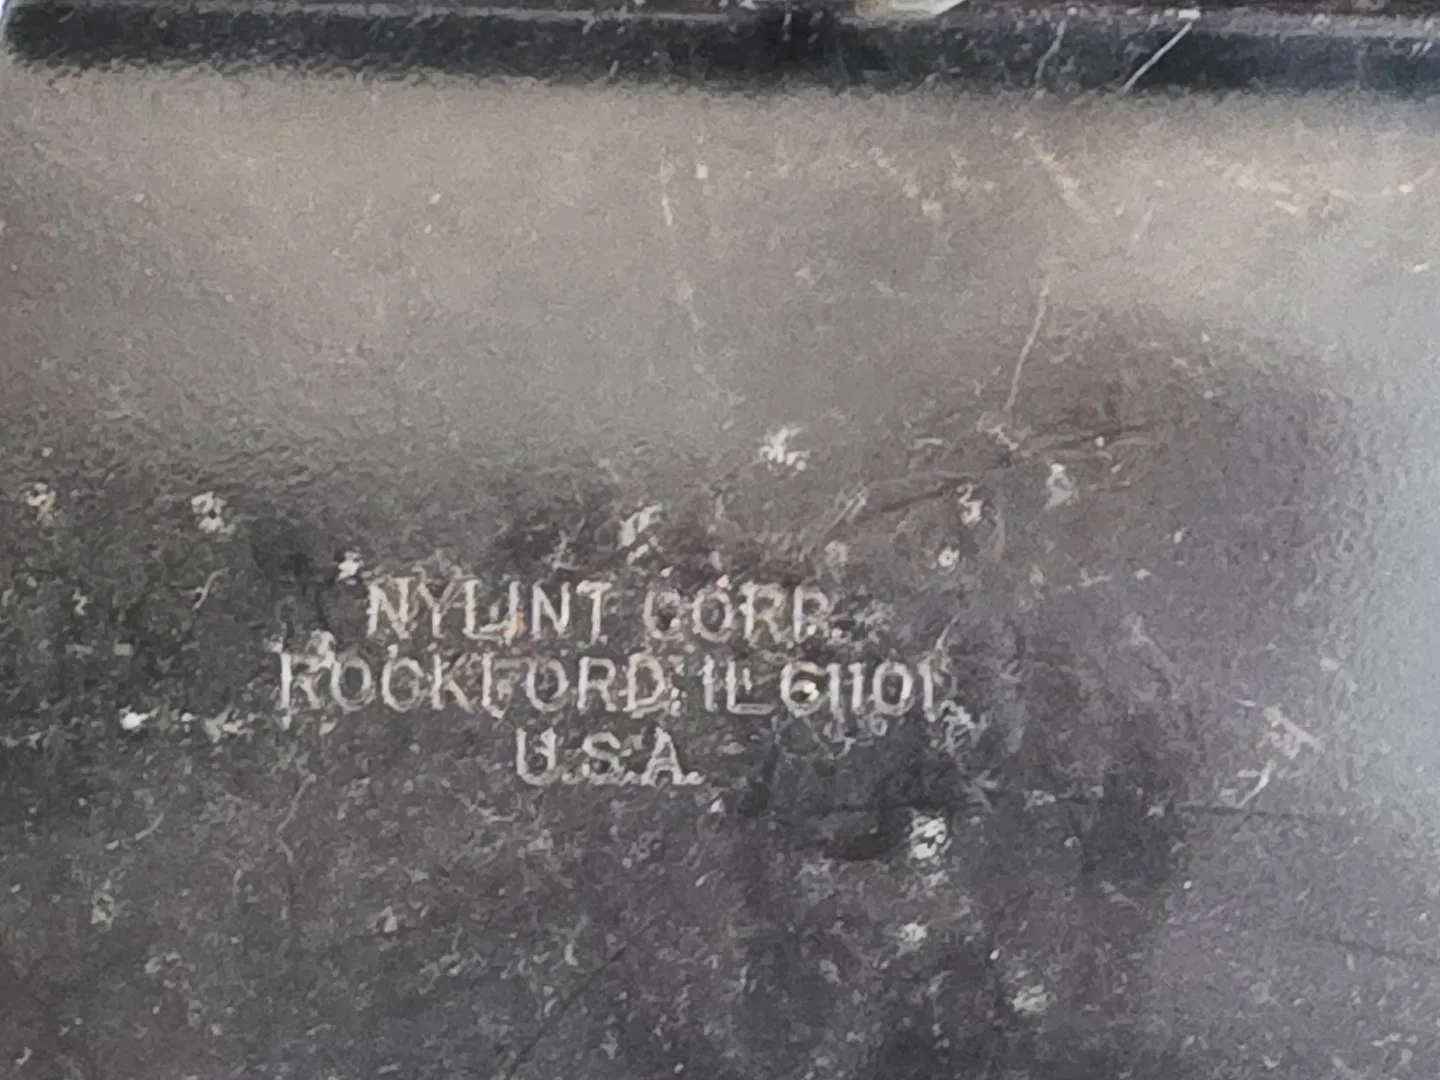 NYLINT CORP.
ROCKFORD, IL 61101
U.S.A.